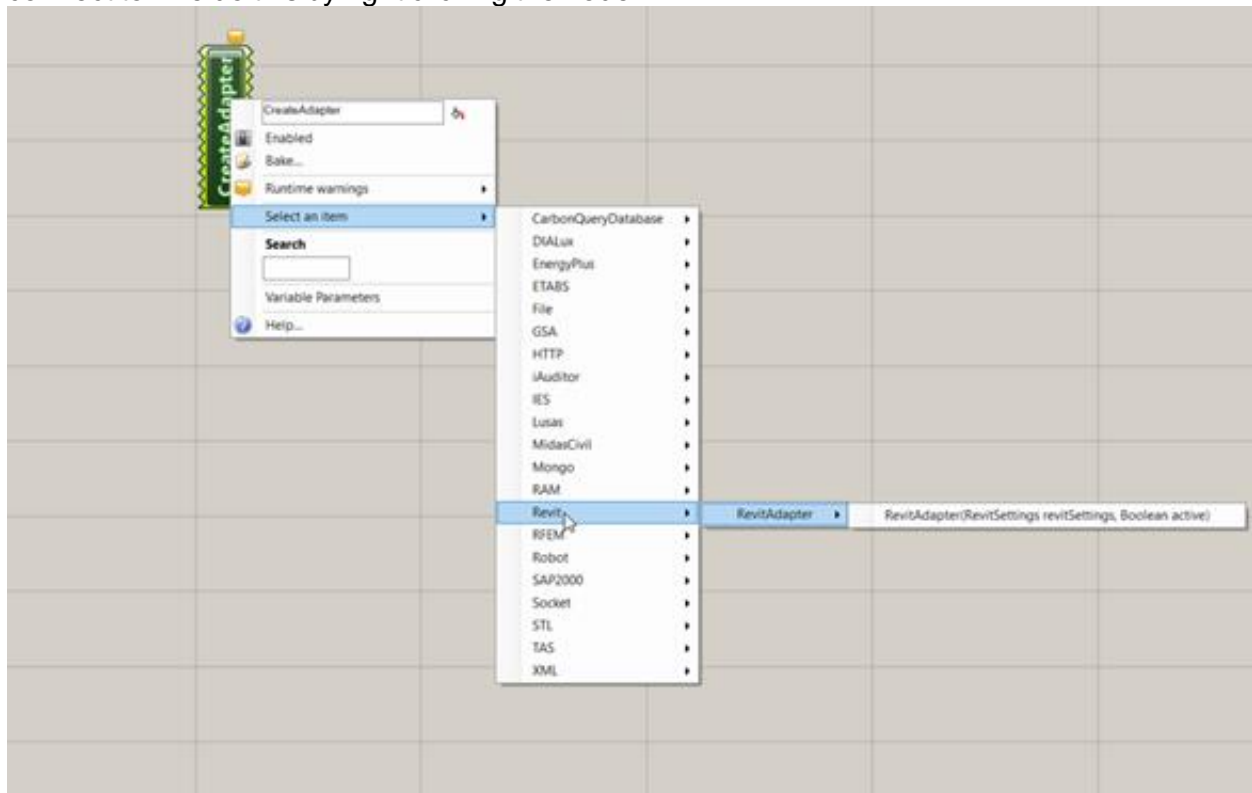 CreateAdapter
CreateAdapter
Enabled
Bake...
Runtime warnings
Select an item
Search
Variable Parameters
Help...
CarbonQueryDatabase
DIALux
EnergyPlus
ETABS
File
GSA
HTTP
iAuditor
IES
Lusas
MidasCivil
Mongo
RAM
Revit
RFEM
Robot
SAP2000
Socket
STL
TAS
XML
RevitAdapter
RevitAdapter(RevitSettings revitSettings, Boolean active)